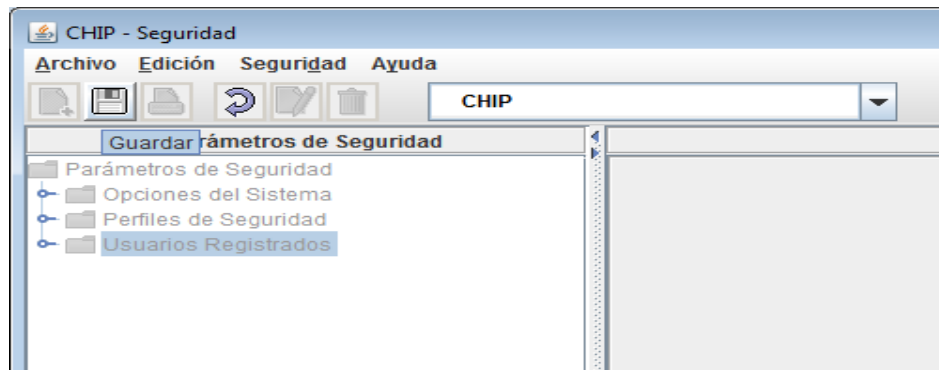 CHIP - Seguridad
Archivo Edición Seguridad Ayuda
CHIP
Guardar rámetros de Seguridad
Parámetros de Seguridad
Opciones del Sistema
Perfiles de Seguridad
Usuarios Registrados